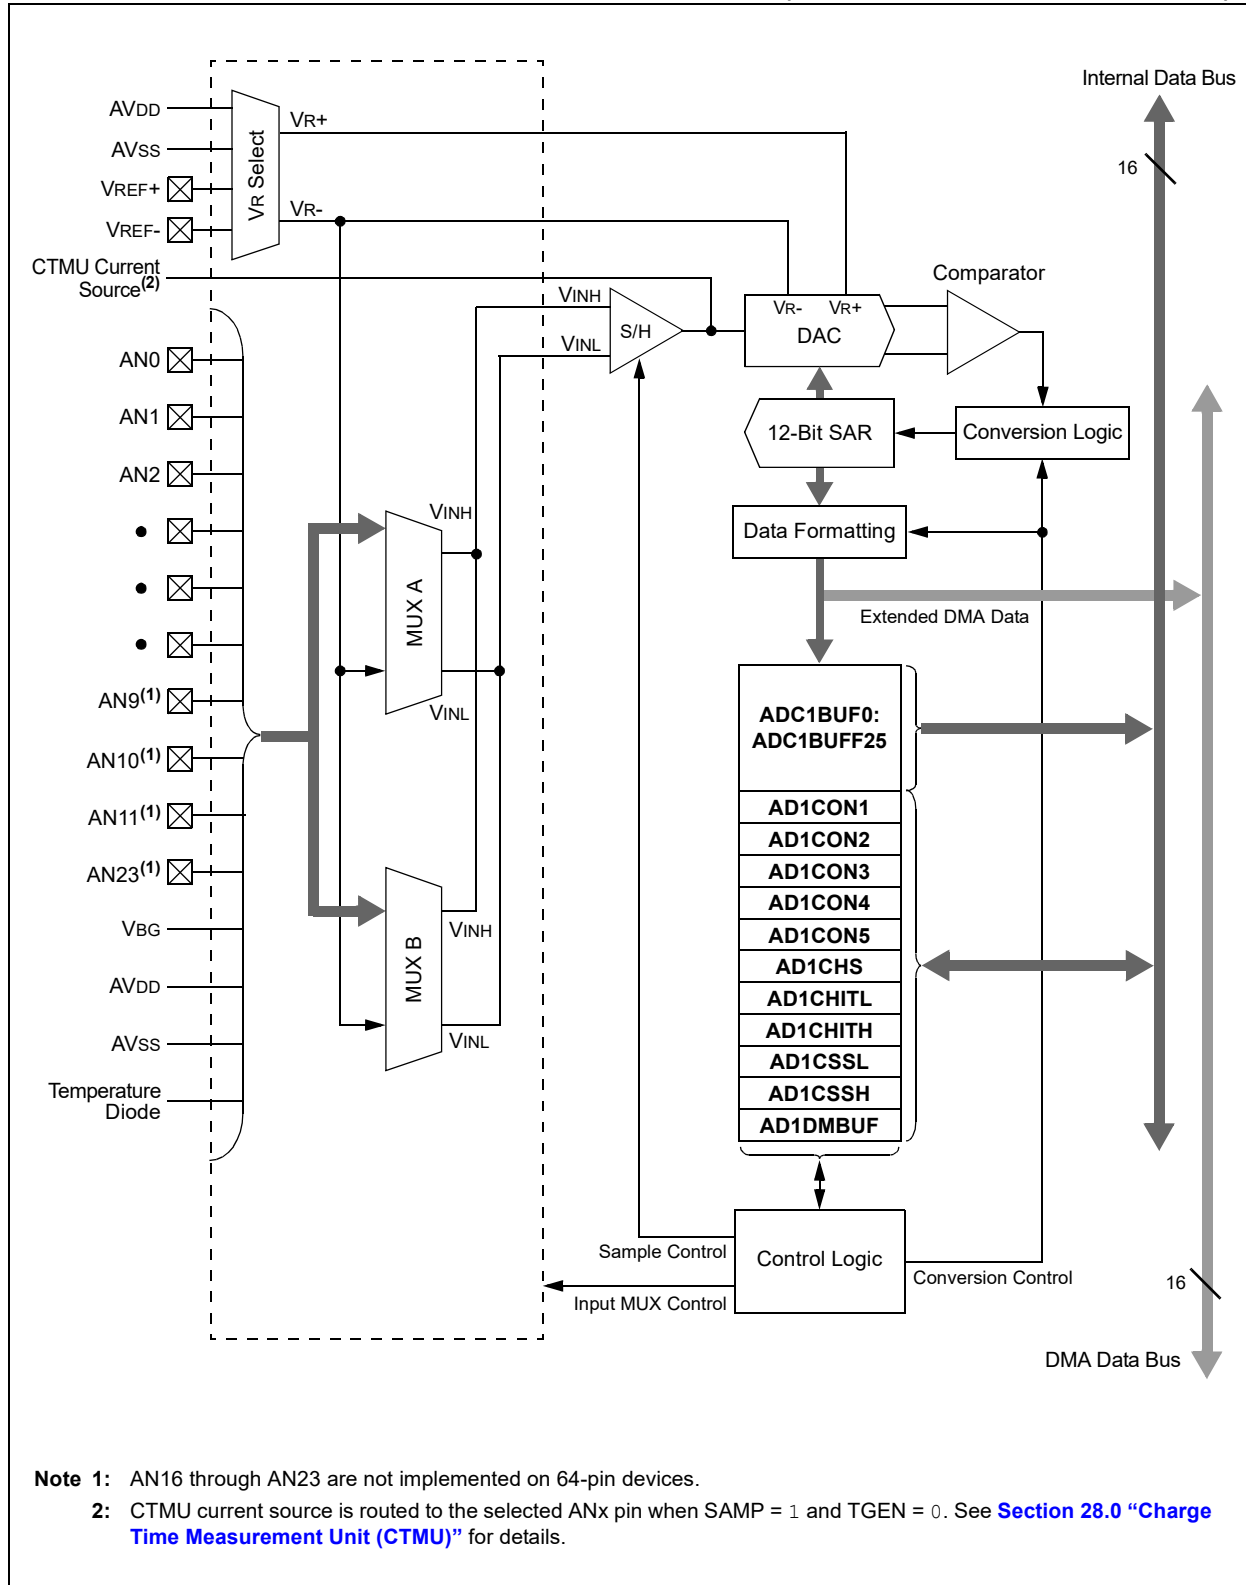 Internal Data Bus
AVDD
AVSS
VREF+
VREF-
VR Select
VR+
VR-
16
CTMU Current
Source(2)
VINH
VINL
S/H
VR- VR+
DAC
Comparator
12-Bit SAR
Conversion Logic
Data Formatting
Extended DMA Data
AN0
AN1
AN2
•
•
•
AN9(1)
AN10(1)
AN11(1)
AN23(1)
VBG
AVDD
AVSS
Temperature
Diode
VINH
MUX A
VINL
VINH
MUX B
VINL
ADC1BUF0:
ADC1BUFF25
AD1CON1
AD1CON2
AD1CON3
AD1CON4
AD1CON5
AD1CHS
AD1CHITL
AD1CHITH
AD1CSSL
AD1CSSH
AD1DMBUF
Sample Control
Control Logic
Conversion Control
Input MUX Control
16
DMA Data Bus
Note 1: AN16 through AN23 are not implemented on 64-pin devices.
2: CTMU current source is routed to the selected ANx pin when SAMP = 1 and TGEN = 0. See Section 28.0 “Charge
Time Measurement Unit (CTMU)” for details.